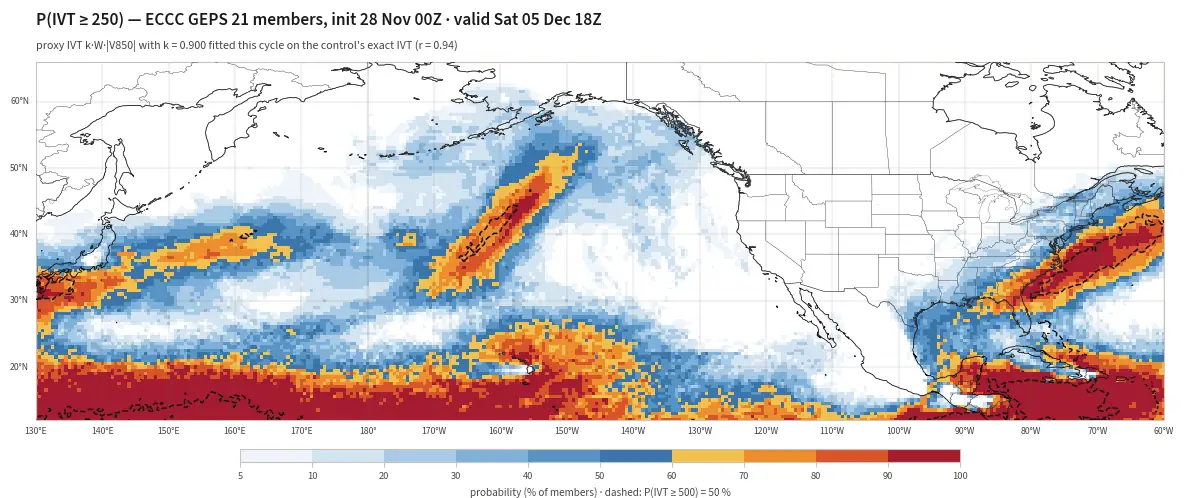 P(IVT ≥ 250) — ECCC GEPS 21 members, init 28 Nov 00Z · valid Sat 05 Dec 18Z
proxy IVT k·W·|V850| with k = 0.900 fitted this cycle on the control's exact IVT (r = 0.94)
60°N
50°N
40°N
30°N
20°N
130°E 140°E 150°E 160°E 170°E 180° 170°W 160°W 150°W 140°W 130°W 120°W 110°W 100°W 90°W 80°W 70°W 60°W
5 10 20 30 40 50 60 70 80 90 100
probability (% of members) · dashed: P(IVT ≥ 500) = 50 %